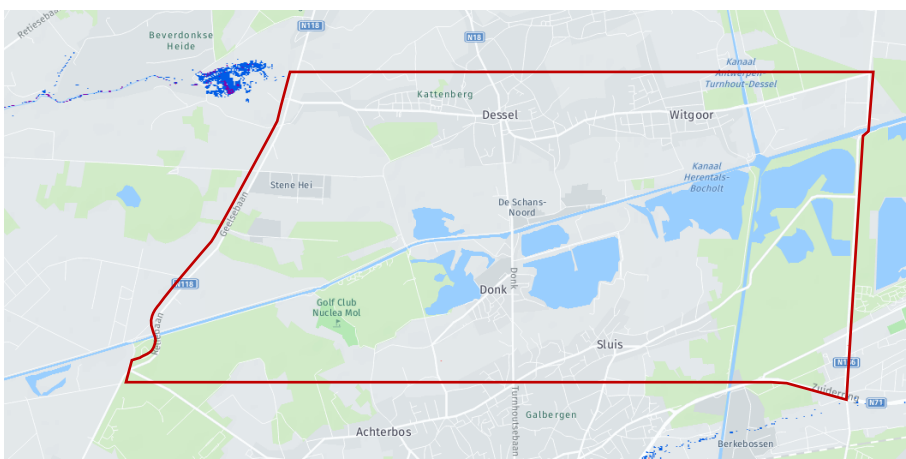 Retiesebaan
Beverdonkse
Heide
N118
N18
Kanaal
Antwerpen-
Turnhout-Dessel
Kattenberg
Dessel
Witgoor
Kanaal
Herentals-
Bocholt
Stene Hei
De Schans-
Noord
Geelsebaan
N118
Donk
Donk
Golf Club
Nuclea Mol
Retiebaan
Sluis
N136
Zuiderring
N71
Turnhoutsebaan
Galbergen
Achterbos
Berkebossen